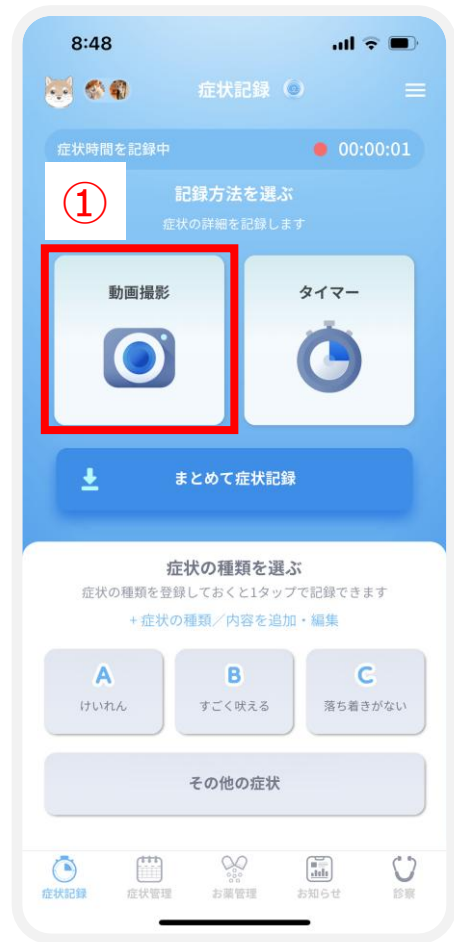 8:48
症状記録
症状時間を記録中
00:00:01
①
記録方法を選ぶ
症状の詳細を記録します
動画撮影
タイマー
まとめて症状記録
症状の種類を選ぶ
症状の種類を登録しておくと1タップで記録できます
+ 症状の種類／内容を追加・編集
A
B
C
けいれん
すごく吠える
落ち着きがない
その他の症状
症状記録
症状管理
お薬管理
お知らせ
診察